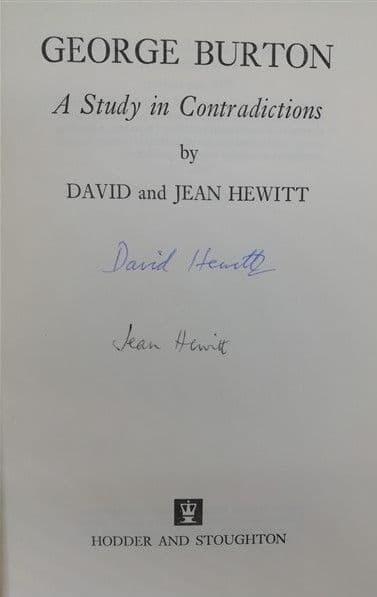 GEORGE BURTON
A Study in Contradictions
by
DAVID and JEAN HEWITT
David Hewitt
Jean Hewitt
HODDER AND STOUGHTON